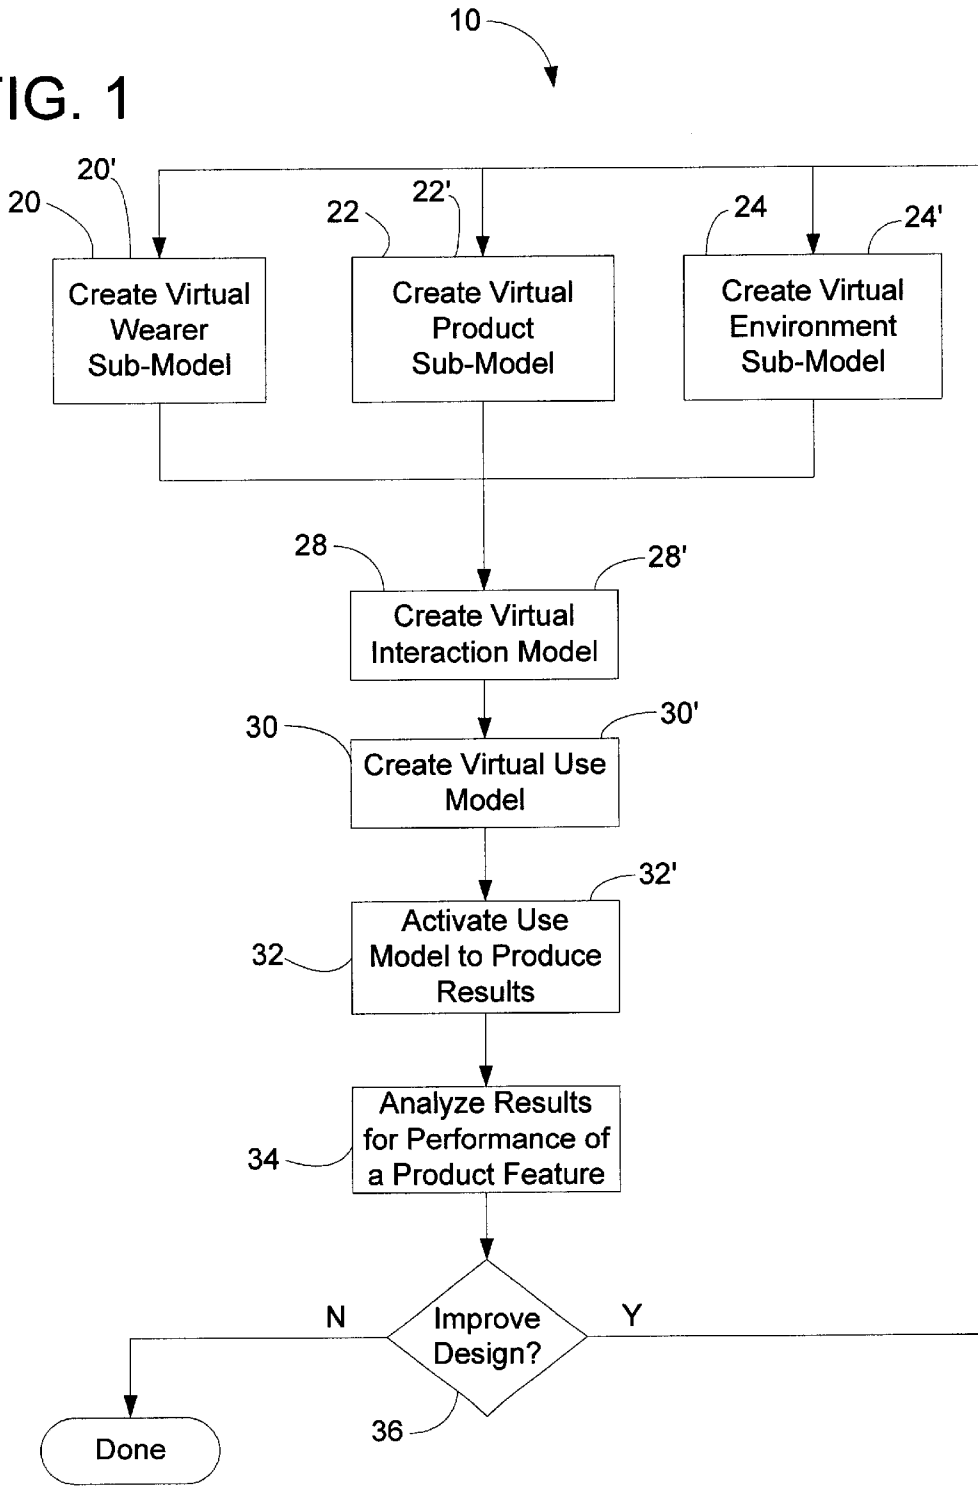 10
FIG. 1
20'
20
22'
22
24
24'
Create Virtual
Wearer
Sub-Model
Create Virtual
Product
Sub-Model
Create Virtual
Environment
Sub-Model
28
28'
Create Virtual
Interaction Model
30
30'
Create Virtual Use
Model
32'
32
Activate Use
Model to Produce
Results
34
Analyze Results
for Performance of
a Product Feature
N
Y
Improve
Design?
36
Done